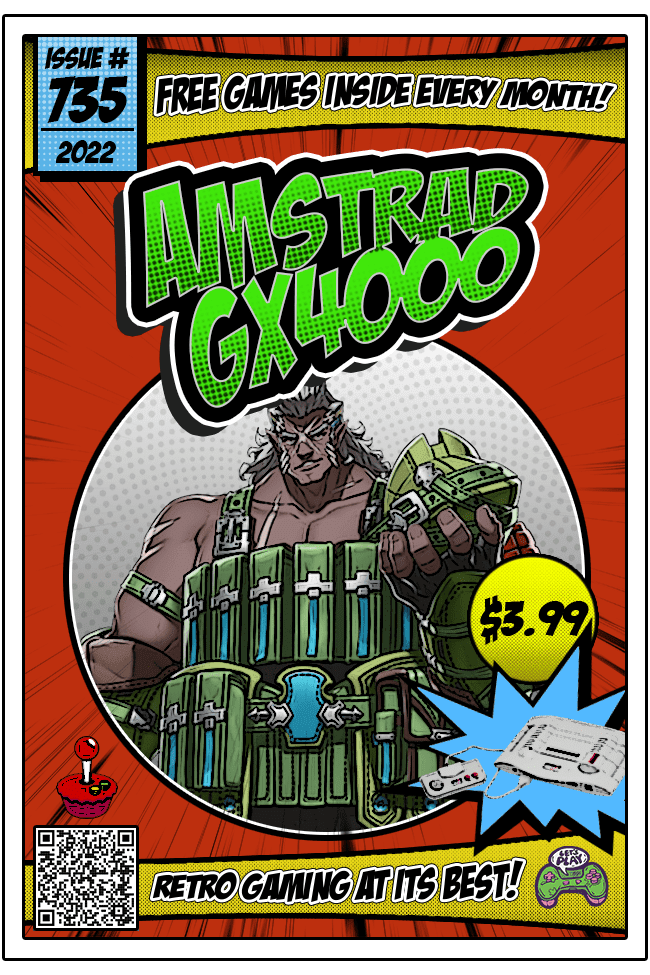 ISSUE #
735
2022
FREE GAMES INSIDE EVERY MONTH!
AMSTRAD
GX4000
$3.99
LET'S
PLAY
RETRO GAMING AT ITS BEST!